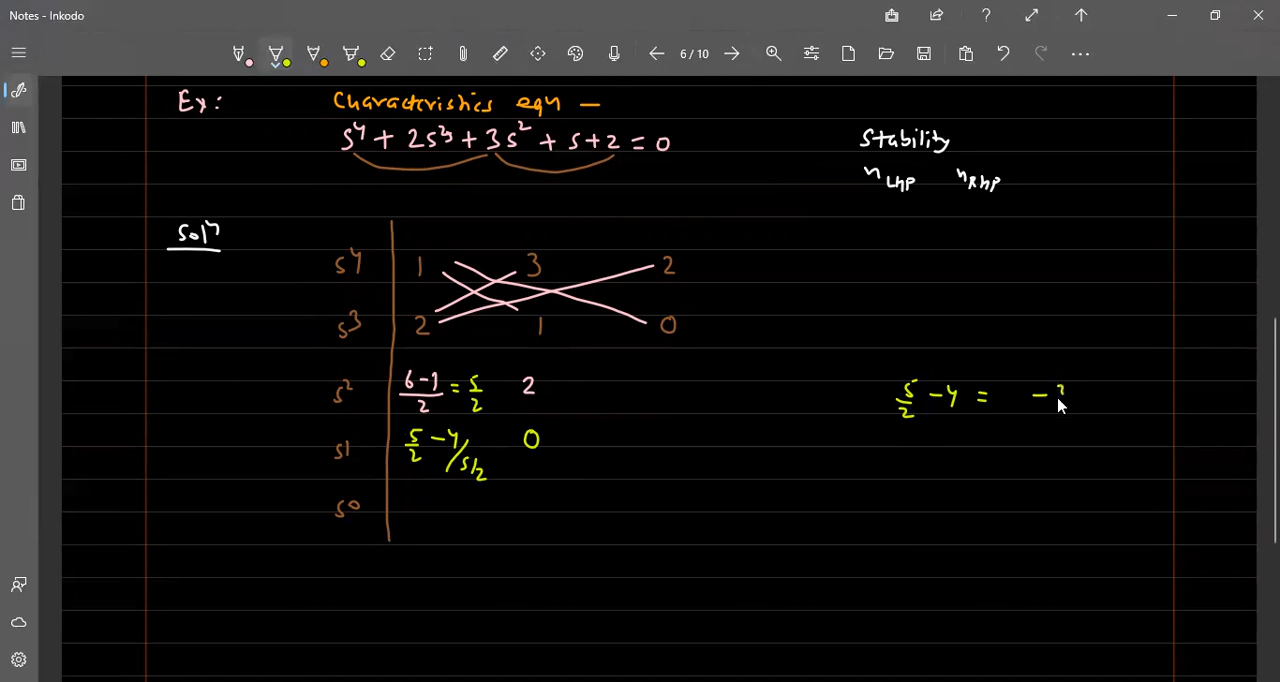 Notes - Inkodo
6 / 10
Ex: Characteristics eqn —
s⁴ + 2s³ + 3s² + s + 2 = 0
Stability
n LHP n RHP
Solⁿ
s⁴ 1 3 2
s³ 2 1 0
s² (6-1)/2 = 5/2 2
5/2 - 4 = -3
s¹ 5/2 - 4 / 5/2 0
s⁰